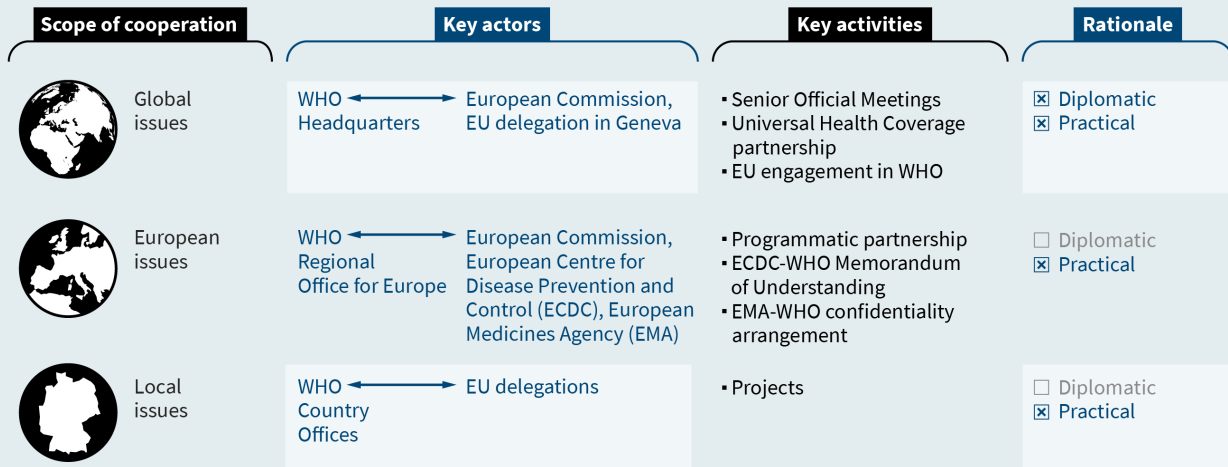 Scope of cooperation
Key actors
Key activities
Rationale
Global
issues
WHO
Headquarters
European Commission,
EU delegation in Geneva
▪ Senior Official Meetings
▪ Universal Health Coverage
partnership
▪ EU engagement in WHO
☒ Diplomatic
☒ Practical
European
issues
WHO
Regional
Office for Europe
European Commission,
European Centre for
Disease Prevention and
Control (ECDC), European
Medicines Agency (EMA)
▪ Programmatic partnership
▪ ECDC-WHO Memorandum
of Understanding
▪ EMA-WHO confidentiality
arrangement
☐ Diplomatic
☒ Practical
Local
issues
WHO
Country
Offices
EU delegations
▪ Projects
☐ Diplomatic
☒ Practical